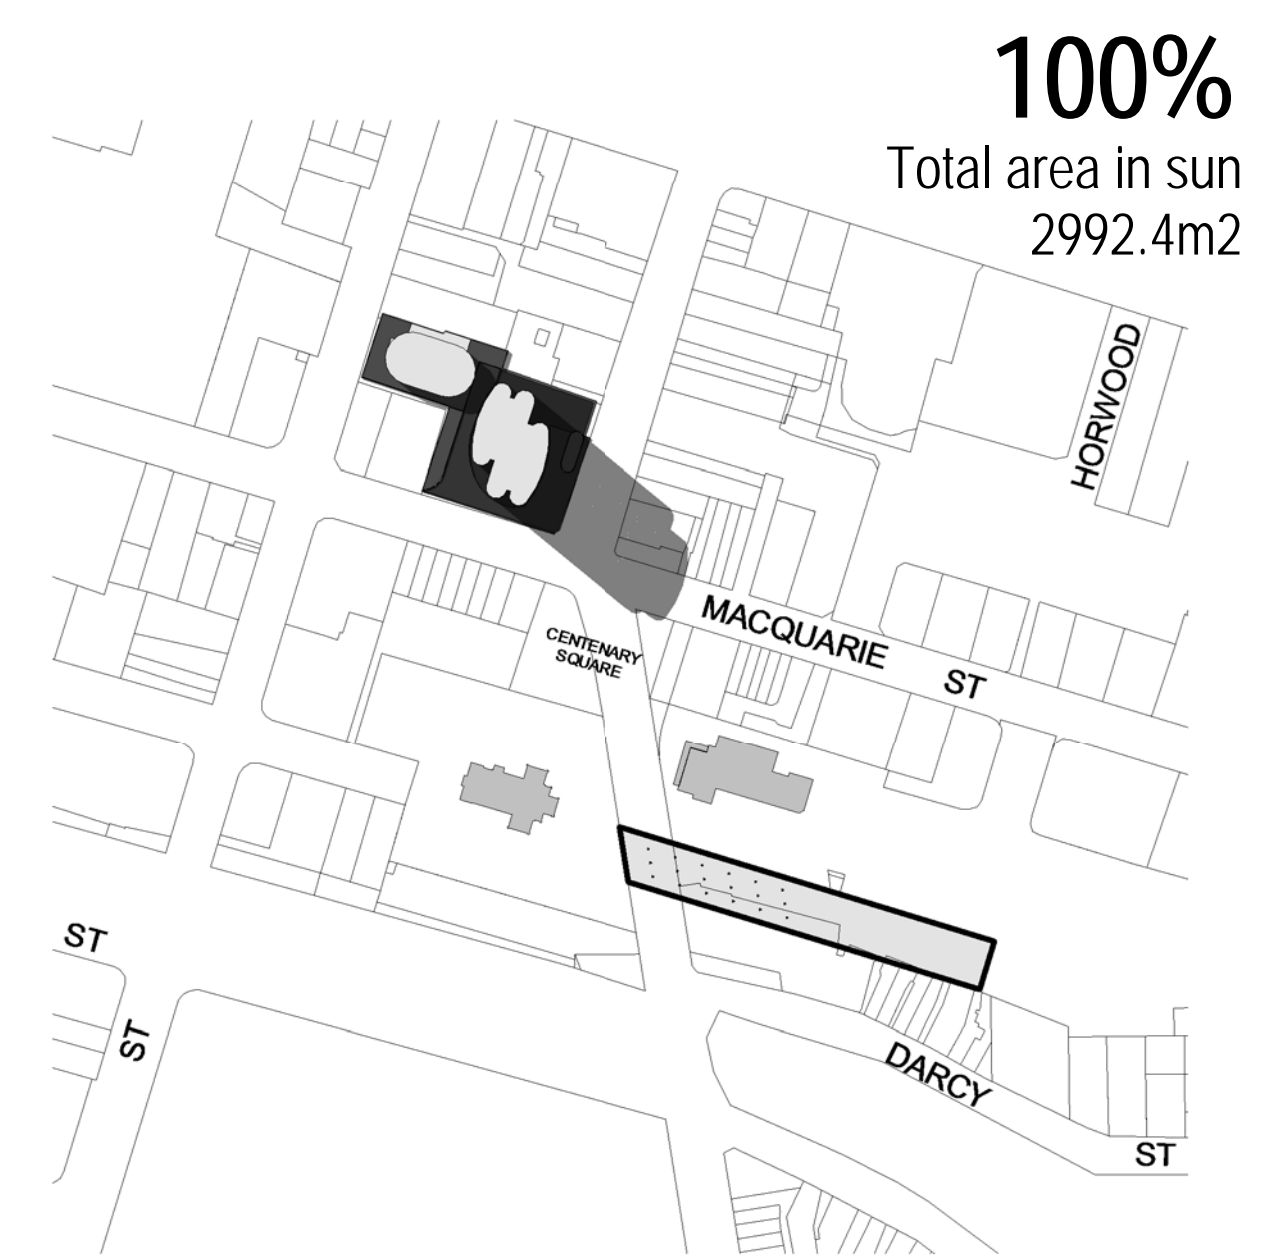 100%
Total area in sun
2992.4m2
HORWOOD
MACQUARIE
ST
CENTENARY
SQUARE
ST
ST
DARCY
ST